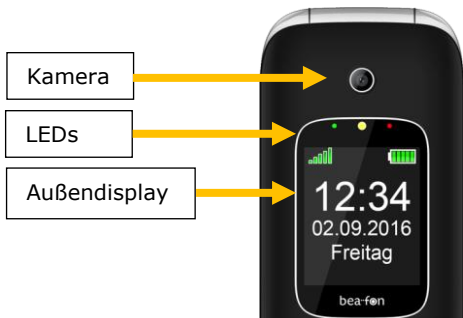 Kamera
LEDs
Außendisplay
12:34
02.09.2016
Freitag
bea-fon